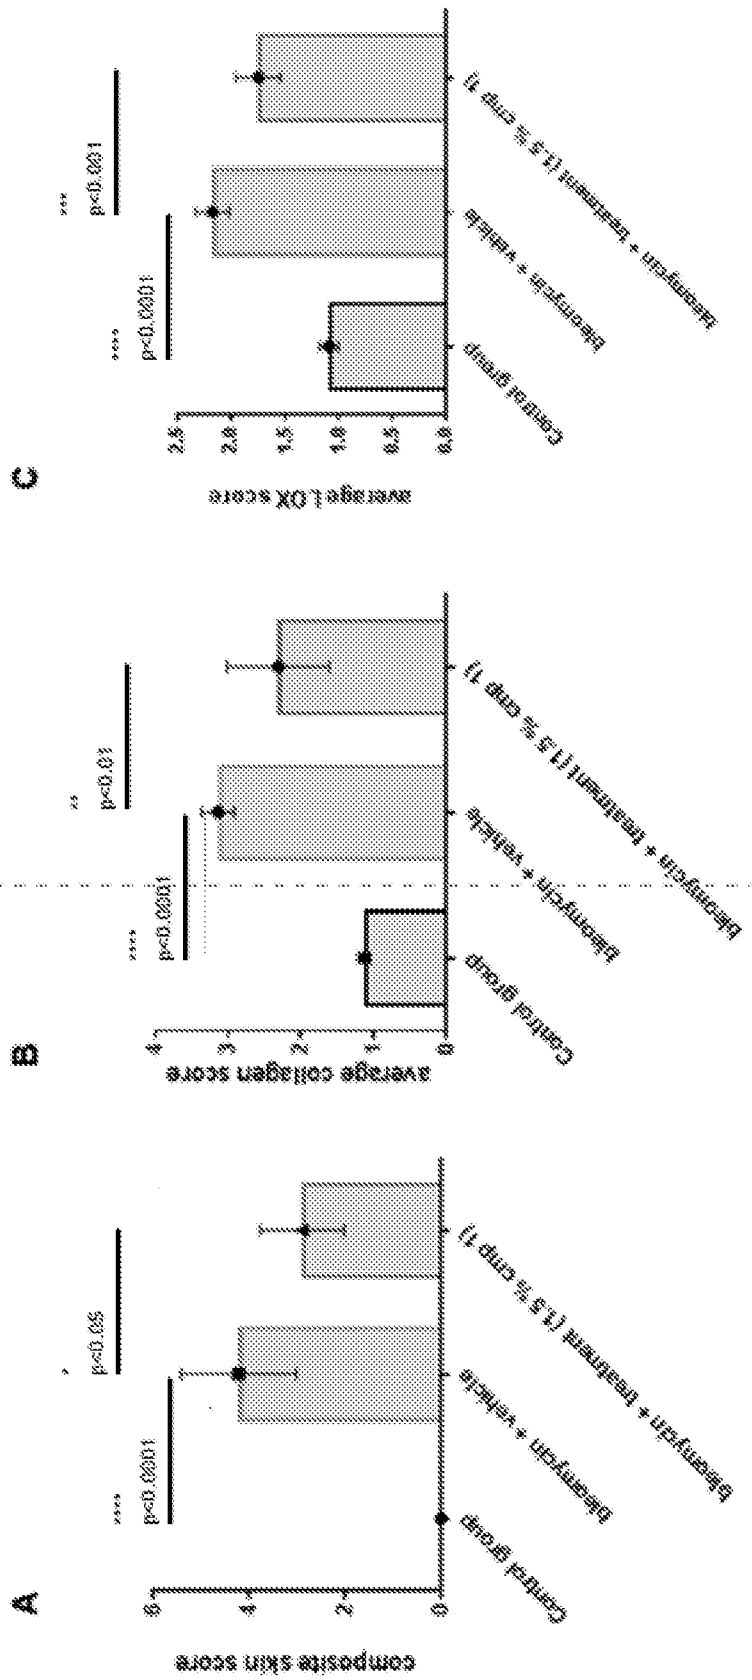 A
composite skin score
6
4
2
0
****
p<0.0001
*
p<0.05
Control group
bleomycin + vehicle
bleomycin + treatment (1.5 % cmp 1)
B
average collagen score
4
3
2
1
0
****
p<0.0001
**
p<0.01
Control group
bleomycin + vehicle
bleomycin + treatment (1.5 % cmp 1)
C
average LOX score
2.5
2.0
1.5
1.0
0.5
0.0
****
p<0.0001
***
p<0.001
Control group
bleomycin + vehicle
bleomycin + treatment (1.5 % cmp 1)